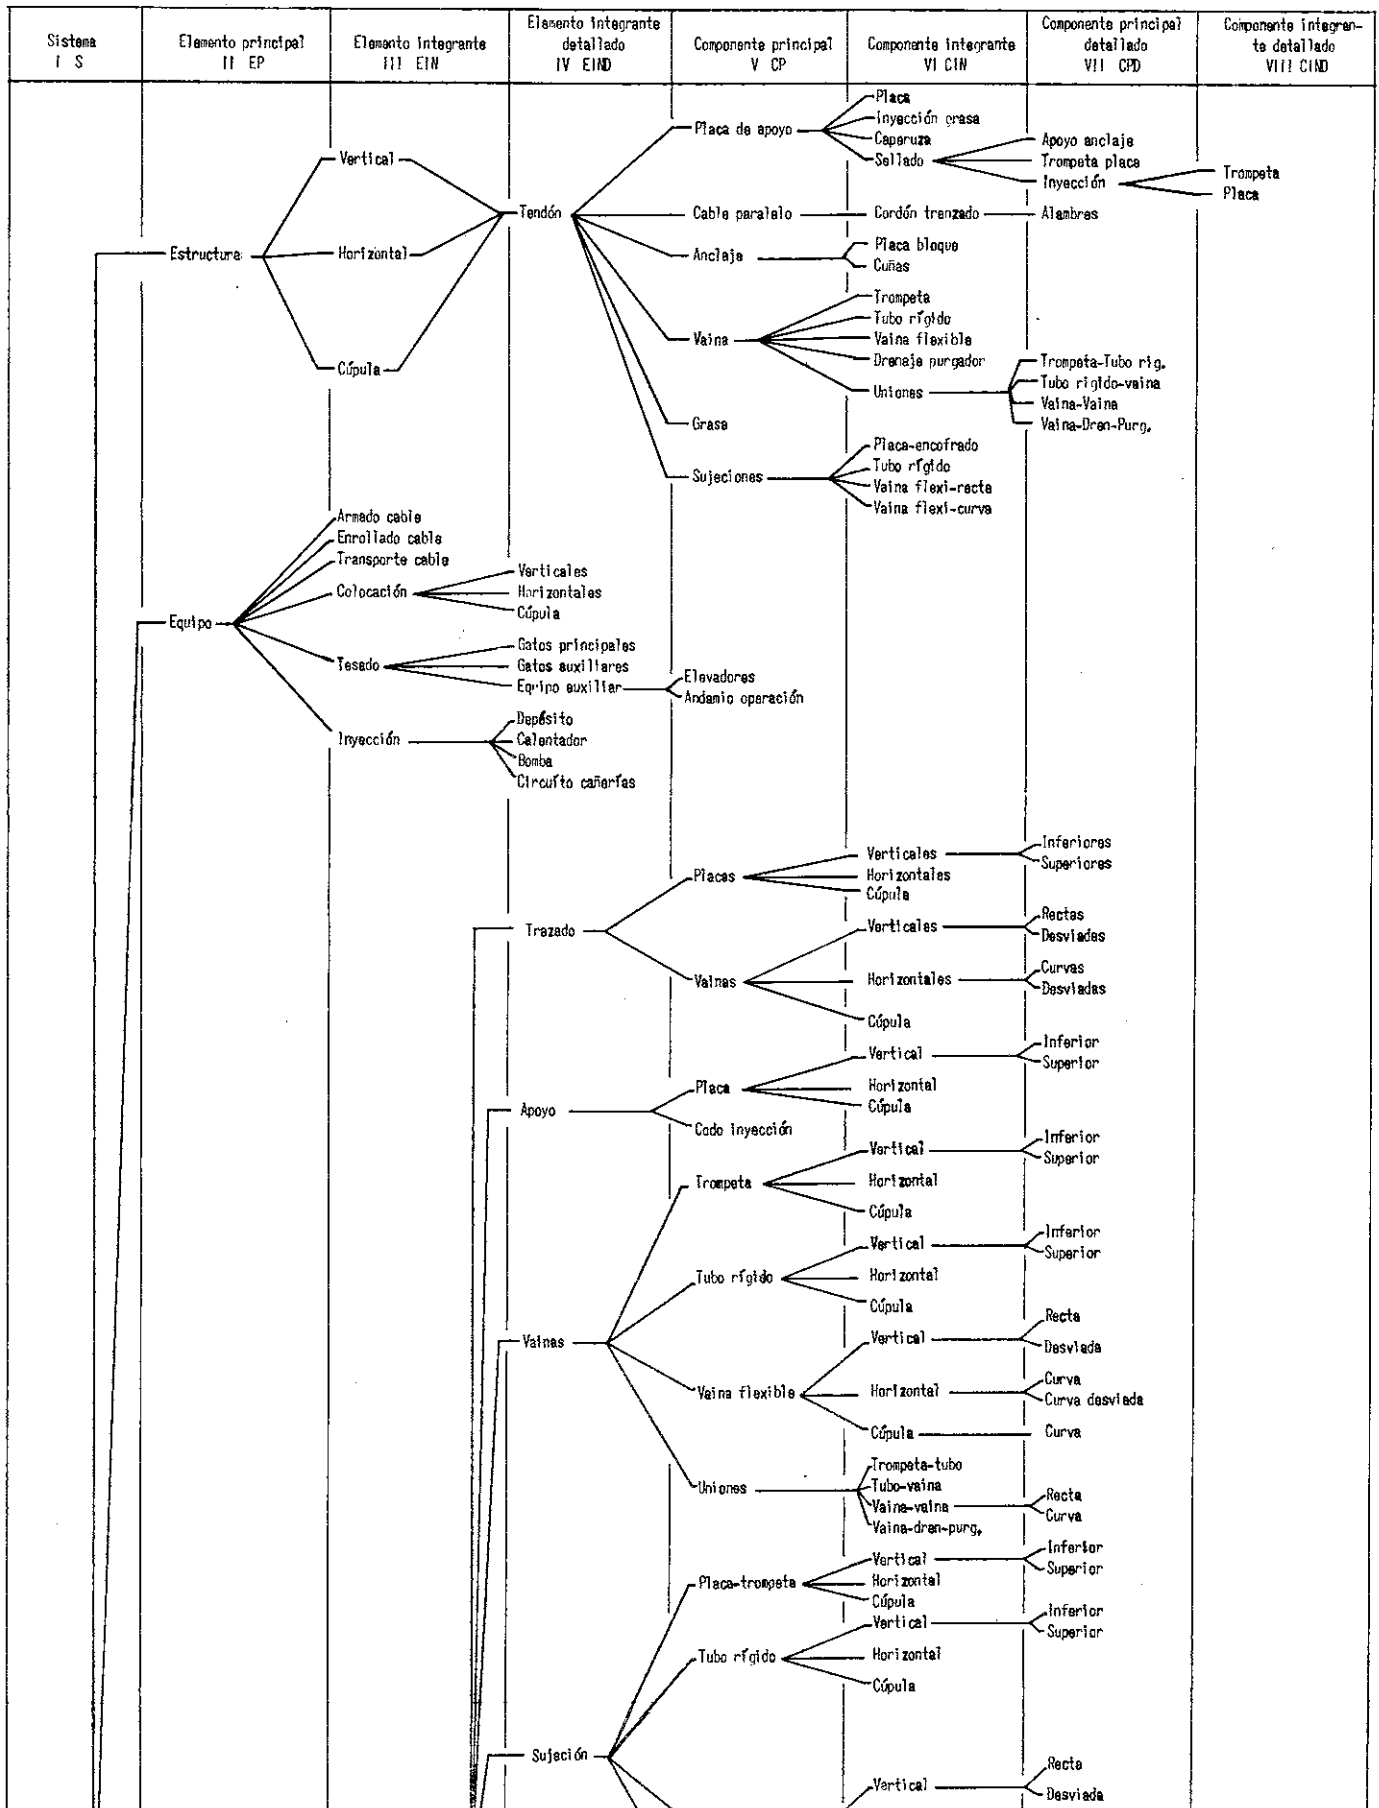 Sistema
I S
Elemento principal
II EP
Elemento integrante
III EIN
Elemento integrante
detallado
IV EIND
Componente principal
V CP
Componente integrante
VI CIN
Componente principal
detallado
VII CPD
Componente integran-
te detallado
VIII CIND
Estructura
Vertical
Horizontal
Cúpula
Tendón
Placa de apoyo
Placa
Inyección grasa
Caperuza
Sellado
Apoyo anclaje
Trompeta placa
Inyección
Trompeta
Placa
Cable paralelo
Cordón trenzado
Alambres
Anclaje
Placa bloque
Cuñas
Vaina
Trompeta
Tubo rígido
Vaina flexible
Drenaje purgador
Uniones
Trompeta-Tubo rig.
Tubo rigido-vaina
Vaina-Vaina
Vaina-Dren-Purg.
Grasa
Sujeciones
Placa-encofrado
Tubo rígido
Vaina flexi-recta
Vaina flexi-curva
Equipo
Armado cable
Enrollado cable
Transporte cable
Colocación
Verticales
Horizontales
Cúpula
Tesado
Gatos principales
Gatos auxiliares
Equipo auxiliar
Elevadores
Andamio operación
Inyección
Depósito
Calentador
Bomba
Circuíto cañerías
Trazado
Placas
Verticales
Inferiores
Superiores
Horizontales
Cúpula
Vainas
Verticales
Rectas
Desviadas
Horizontales
Curvas
Desviadas
Cúpula
Apoyo
Placa
Vertical
Inferior
Superior
Horizontal
Cúpula
Codo inyección
Vainas
Trompeta
Vertical
Inferior
Superior
Horizontal
Cúpula
Tubo rígido
Vertical
Inferior
Superior
Horizontal
Cúpula
Vaina flexible
Vertical
Recta
Desviada
Horizontal
Curva
Curva desviada
Cúpula
Curva
Uniones
Trompeta-tubo
Tubo-vaina
Vaina-vaina
Recta
Curva
Vaina-dren-purg.
Sujeción
Placa-trompeta
Vertical
Inferior
Superior
Horizontal
Cúpula
Tubo rígido
Vertical
Inferior
Superior
Horizontal
Cúpula
Vertical
Recta
Desviada